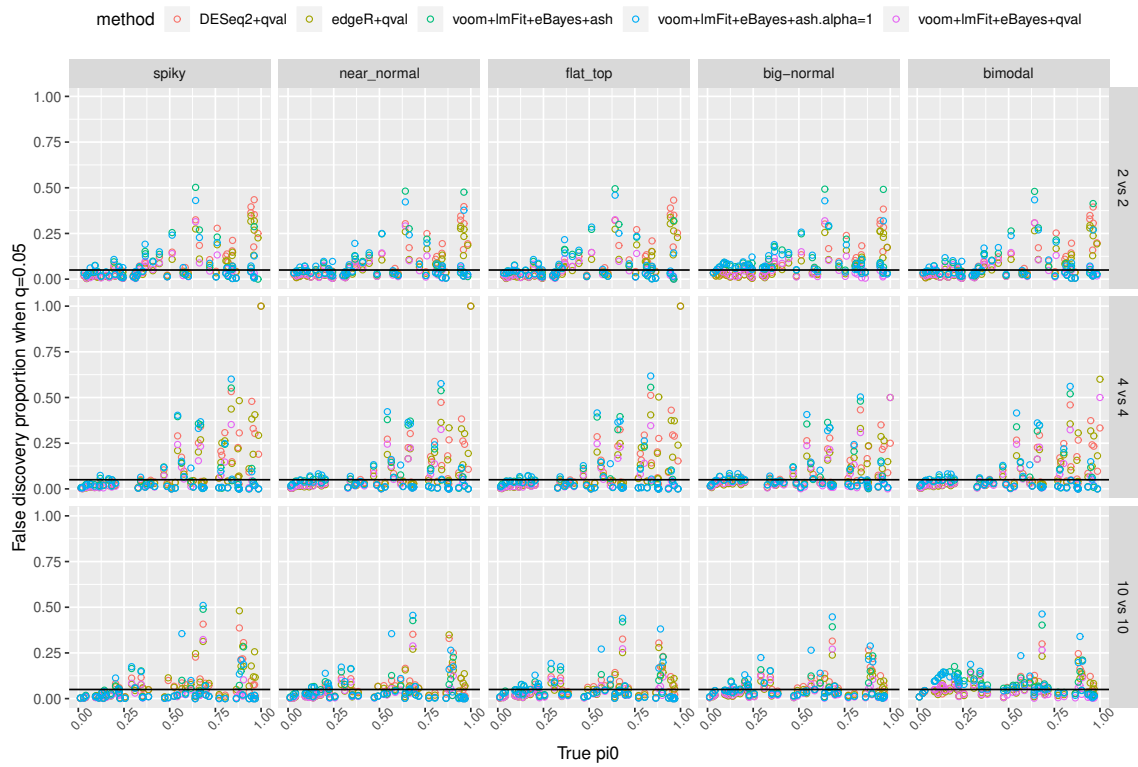 method DESeq2+qval edgeR+qval voom+lmFit+eBayes+ash voom+lmFit+eBayes+ash.alpha=1 voom+lmFit+eBayes+qval
spiky near_normal flat_top big-normal bimodal
1.00
0.75
0.50
0.25
0.00
2 vs 2
1.00
0.75
0.50
0.25
0.00
4 vs 4
1.00
0.75
0.50
0.25
0.00
10 vs 10
False discovery proportion when q=0.05
0.00 0.25 0.50 0.75 1.00 0.00 0.25 0.50 0.75 1.00 0.00 0.25 0.50 0.75 1.00 0.00 0.25 0.50 0.75 1.00 0.00 0.25 0.50 0.75 1.00
True pi0